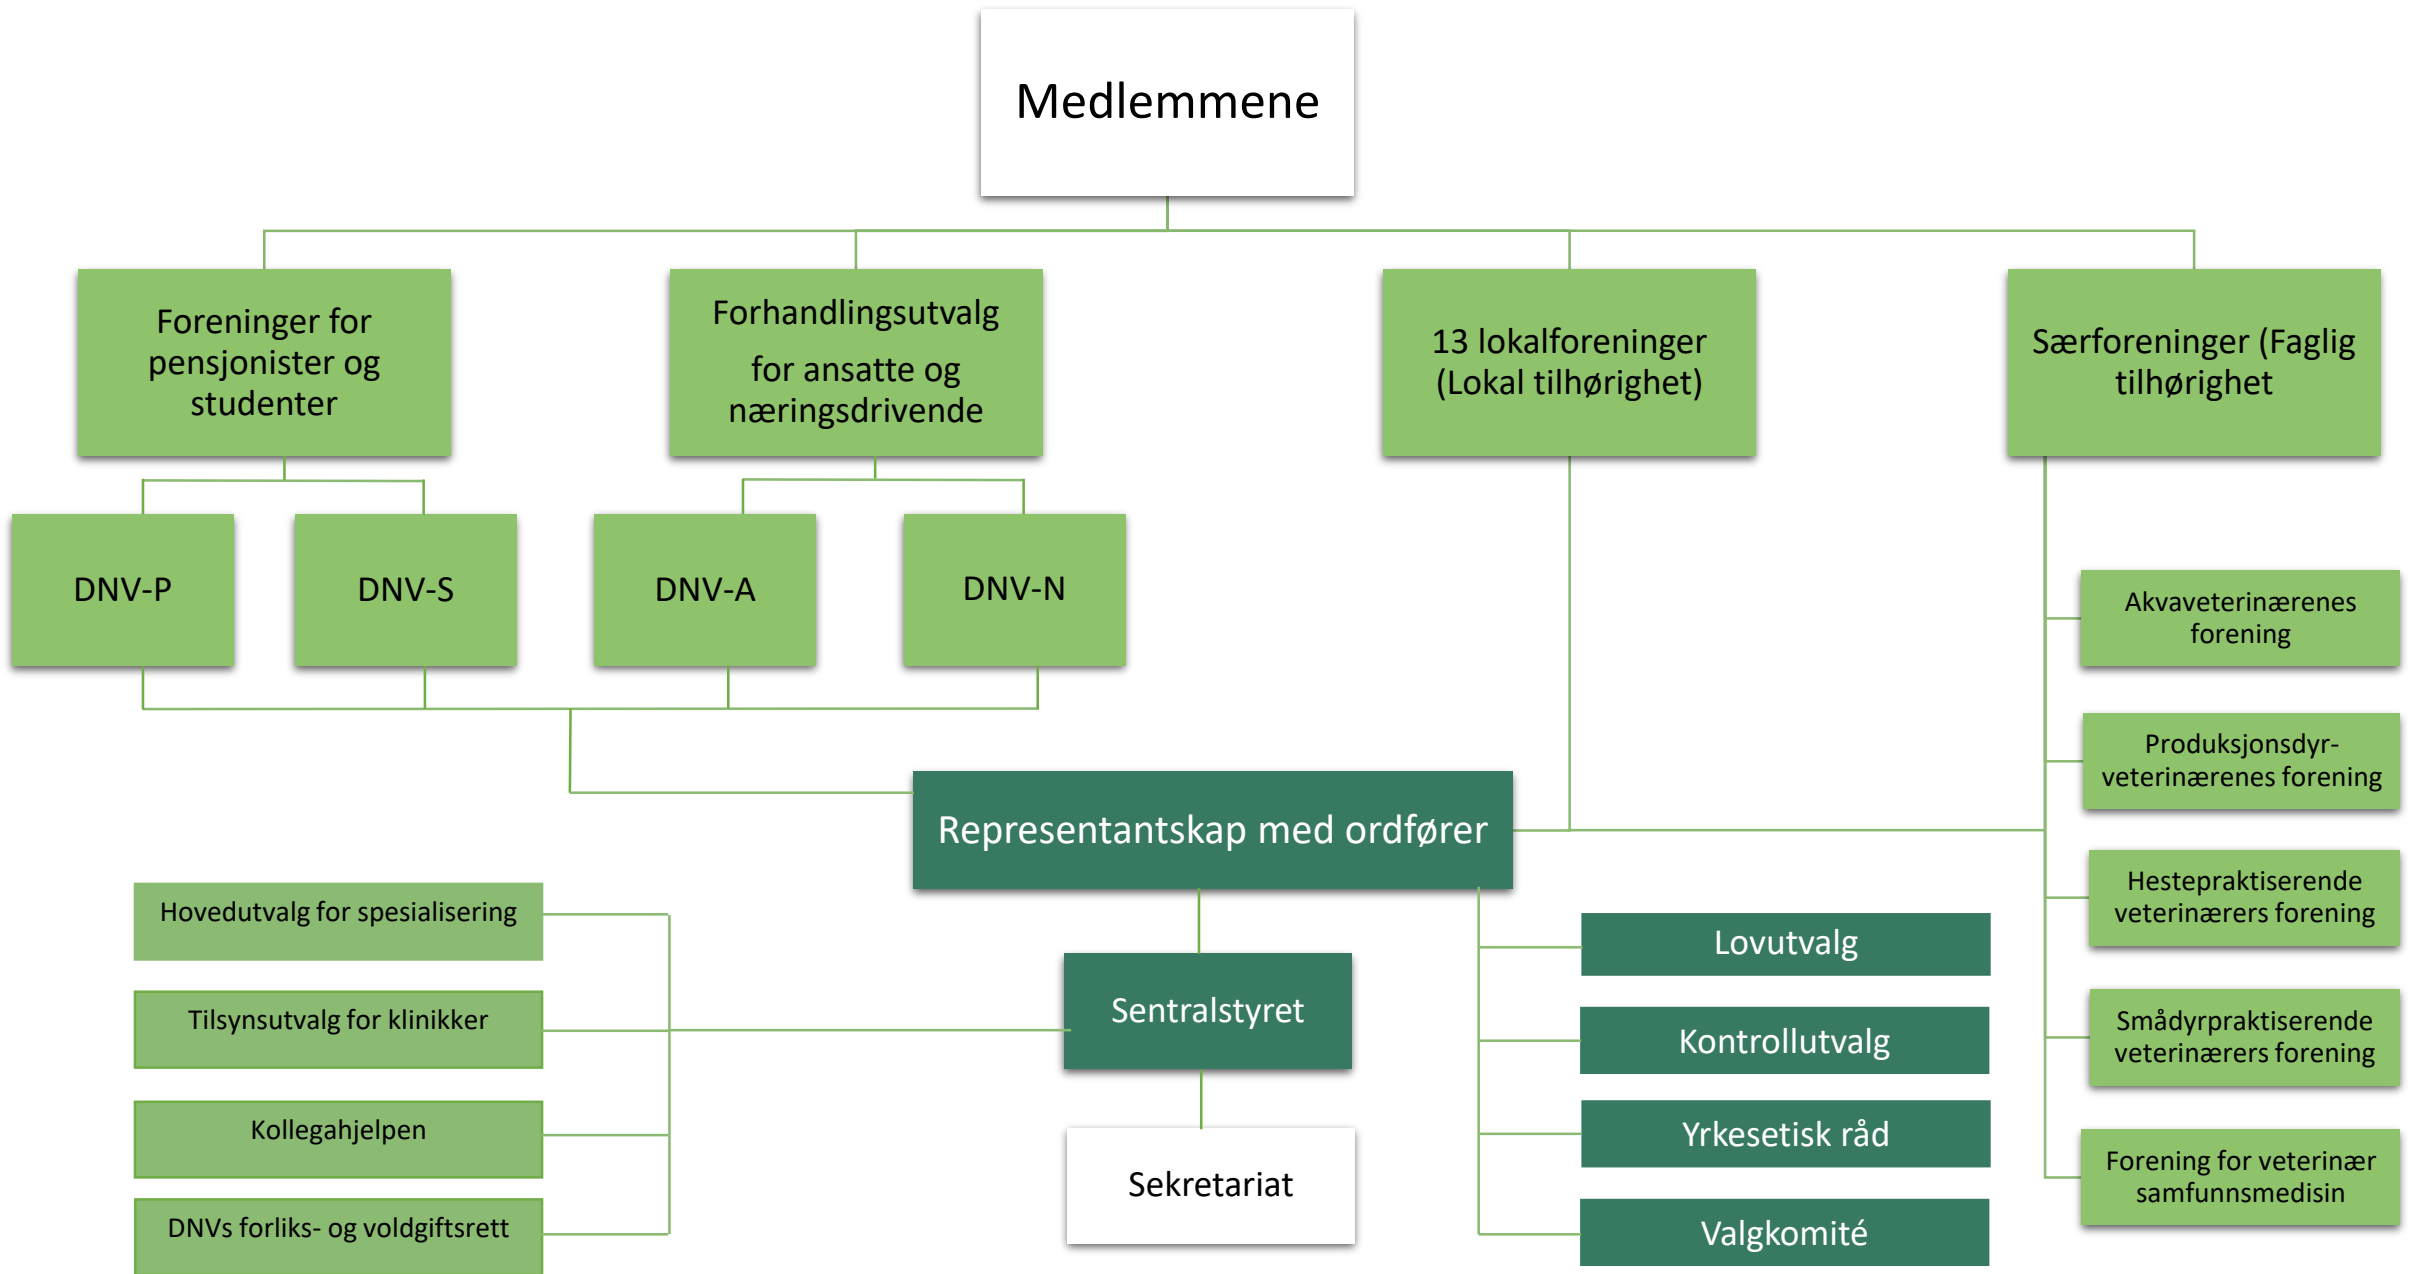 Medlemmene
Foreninger for
pensjonister og
studenter
Forhandlingsutvalg
for ansatte og
næringsdrivende
13 lokalforeninger
(Lokal tilhørighet)
Særforeninger (Faglig
tilhørighet
DNV-P
DNV-S
DNV-A
DNV-N
Akvaveterinærenes
forening
Produksjonsdyr-
veterinærenes forening
Hestepraktiserende
veterinærers forening
Smådyrpraktiserende
veterinærers forening
Forening for veterinær
samfunnsmedisin
Representantskap med ordfører
Hovedutvalg for spesialisering
Tilsynsutvalg for klinikker
Kollegahjelpen
DNVs forliks- og voldgiftsrett
Sentralstyret
Sekretariat
Lovutvalg
Kontrollutvalg
Yrkesetisk råd
Valgkomité